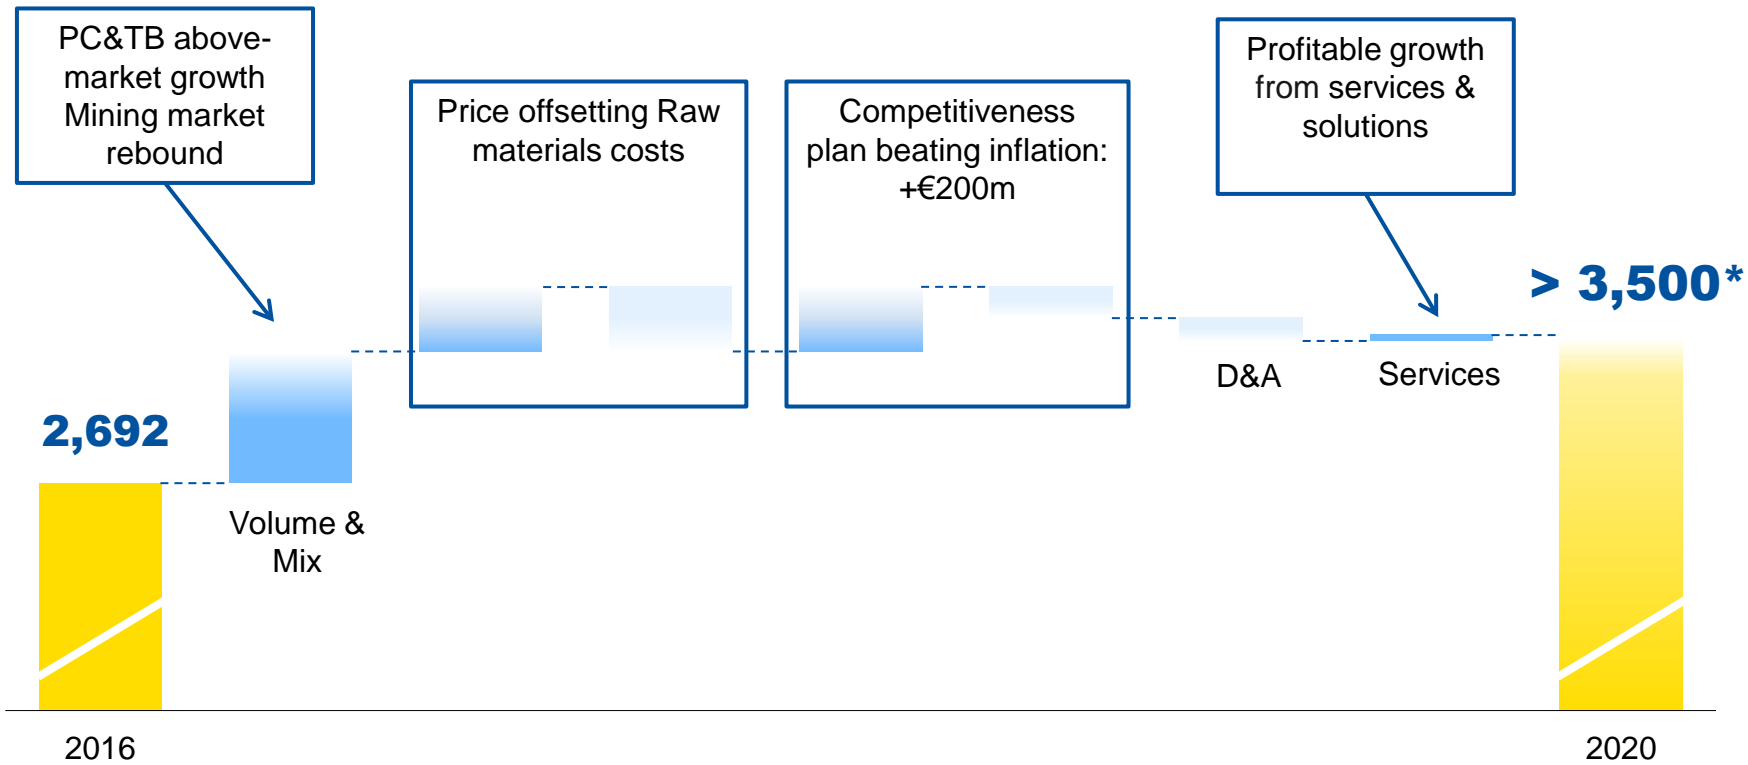 PC&TB above-
market growth
Mining market
rebound
Price offsetting Raw
materials costs
Competitiveness
plan beating inflation:
+€200m
Profitable growth
from services &
solutions
> 3,500*
2,692
D&A
Services
Volume &
Mix
2016
2020